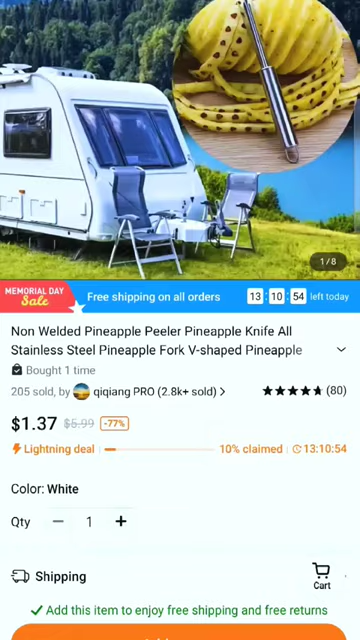 1/8
MEMORIAL DAY
Sale
Free shipping on all orders
13:10:54 left today
Non Welded Pineapple Peeler Pineapple Knife All
Stainless Steel Pineapple Fork V-shaped Pineapple
Bought 1 time
205 sold, by qiqiang PRO (2.8k+ sold) >
(80)
$1.37 $5.99 -77%
Lightning deal
10% claimed
13:10:54
Color: White
Qty − 1 +
Shipping
Cart
Add this item to enjoy free shipping and free returns